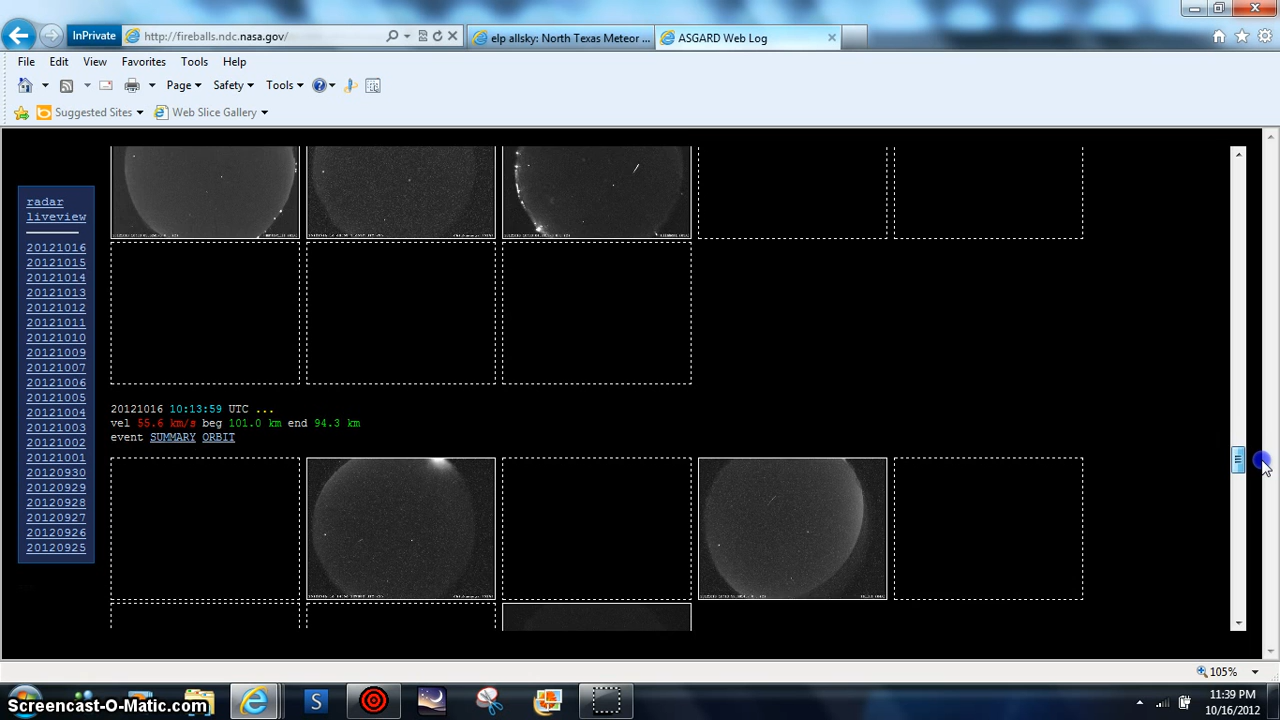 InPrivate
http://fireballs.ndc.nasa.gov/
elp allsky: North Texas Meteor ...
ASGARD Web Log
File Edit View Favorites Tools Help
Page Safety Tools
Suggested Sites
Web Slice Gallery
radar
liveview
20121016
20121015
20121014
20121013
20121012
20121011
20121010
20121009
20121007
20121006
20121005
20121004
20121003
20121002
20121001
20120930
20120929
20120928
20120927
20120926
20120925
20121016 10:13:59 UTC ...
vel 55.6 km/s beg 101.0 km end 94.3 km
event SUMMARY ORBIT
105%
Screencast-O-Matic.com
S
11:39 PM
10/16/2012